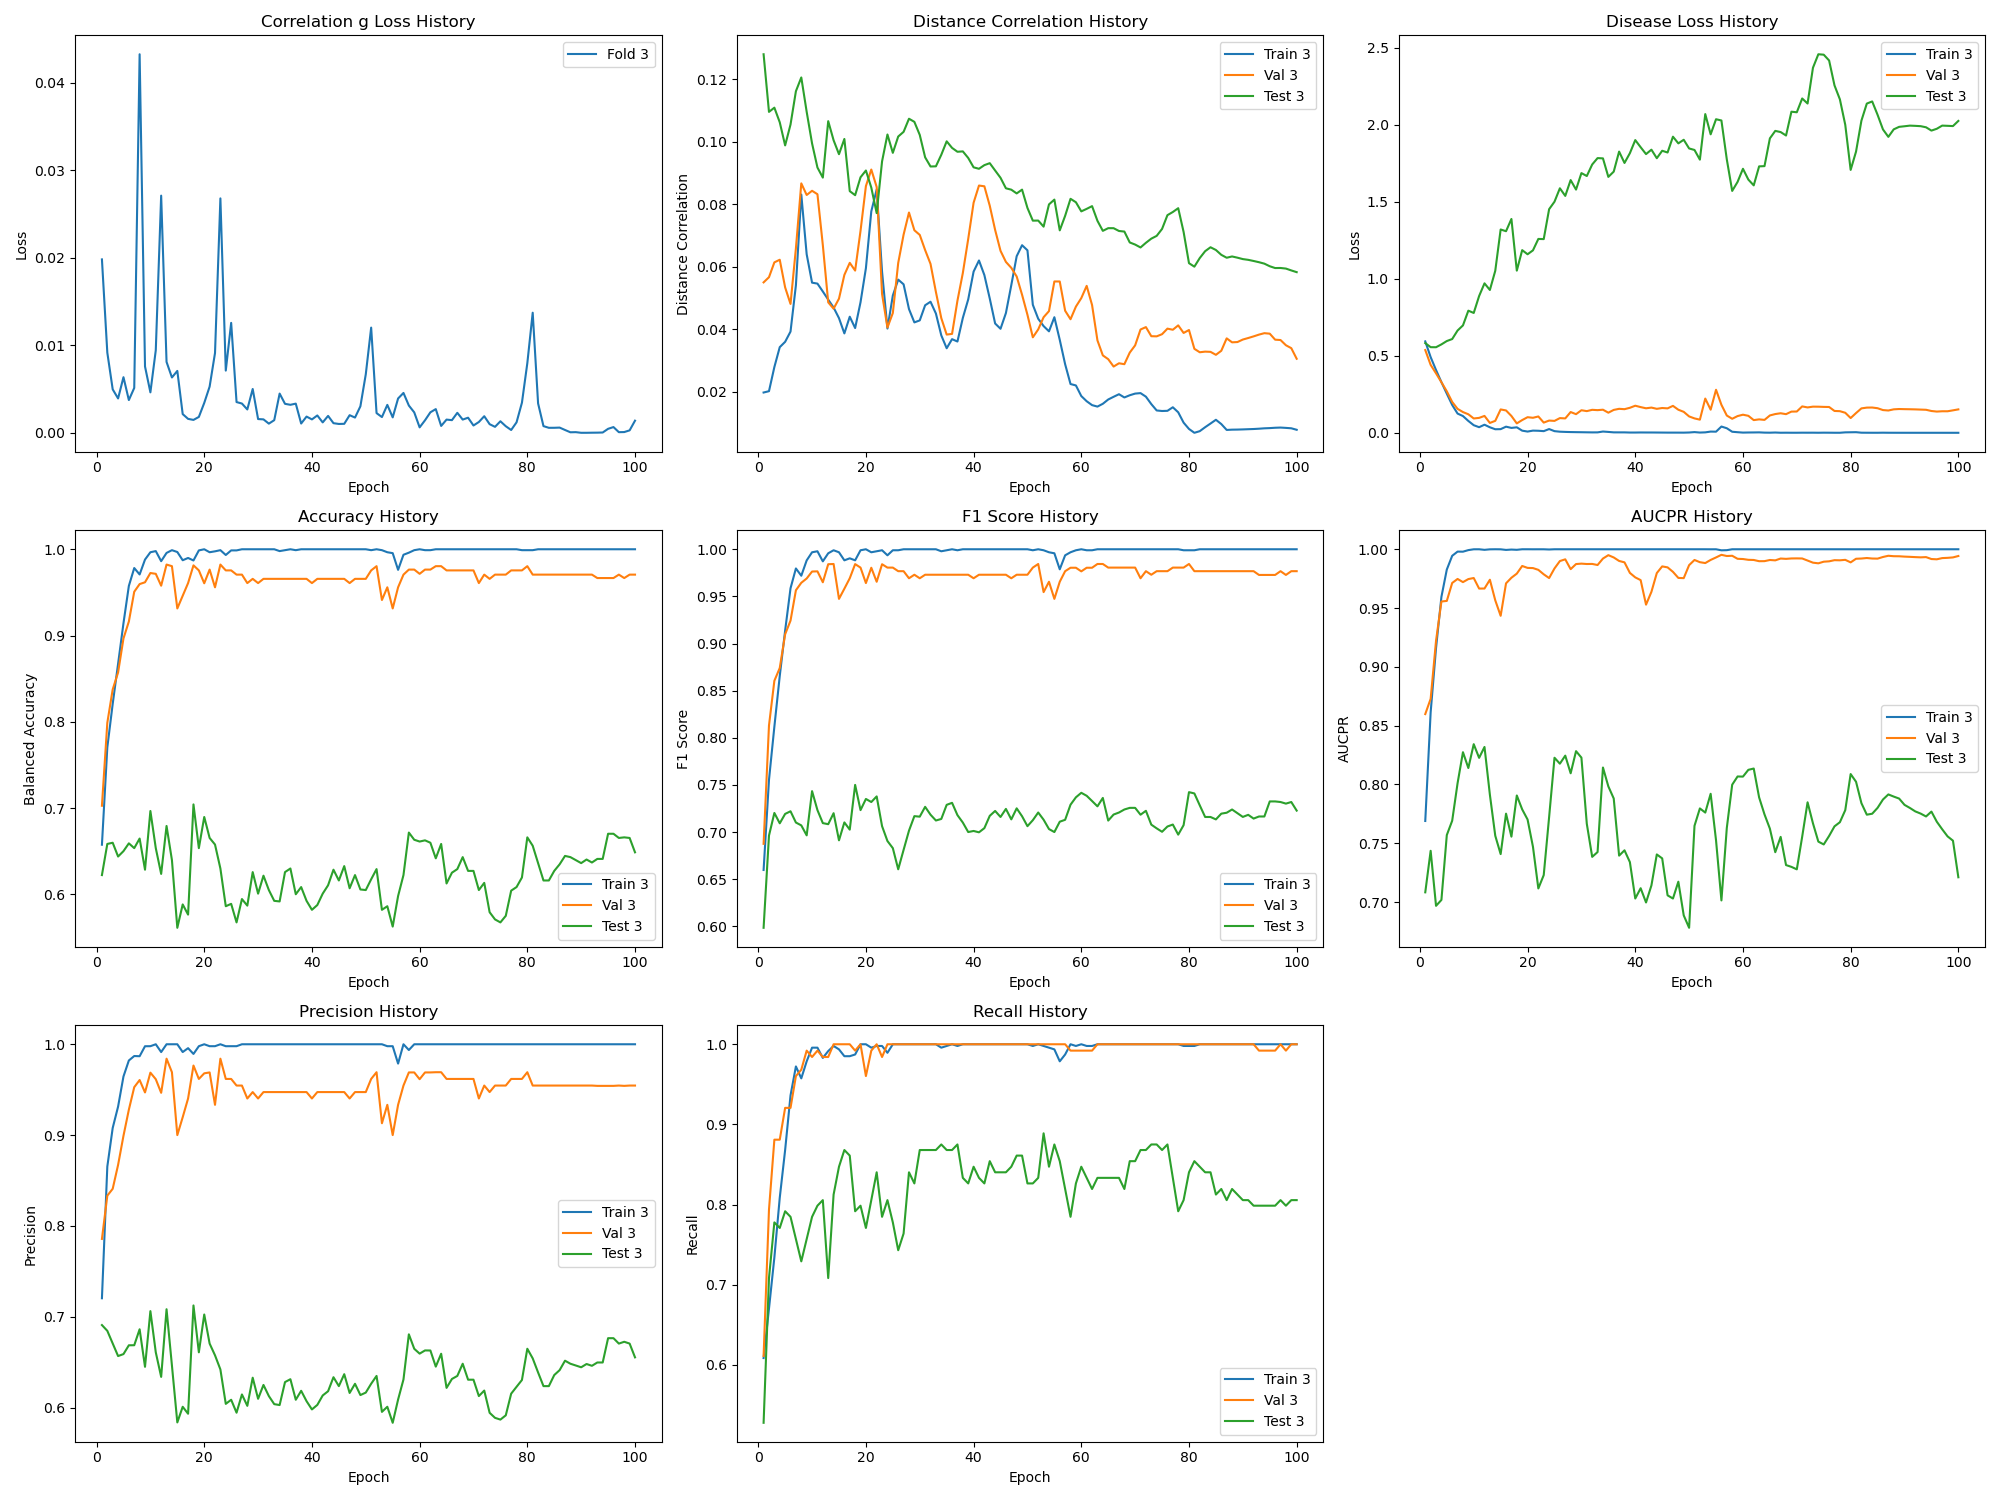 Correlation g Loss History
Fold 3
0.04
0.03
0.02
0.01
0.00
Loss
0 20 40 60 80 100
Epoch
Distance Correlation History
Train 3
Val 3
Test 3
0.12
0.10
0.08
0.06
0.04
0.02
Distance Correlation
0 20 40 60 80 100
Epoch
Disease Loss History
Train 3
Val 3
Test 3
2.5
2.0
1.5
1.0
0.5
0.0
Loss
0 20 40 60 80 100
Epoch
Accuracy History
1.0
0.9
0.8
0.7
0.6
Balanced Accuracy
Train 3
Val 3
Test 3
0 20 40 60 80 100
Epoch
F1 Score History
1.00
0.95
0.90
0.85
0.80
0.75
0.70
0.65
0.60
F1 Score
Train 3
Val 3
Test 3
0 20 40 60 80 100
Epoch
AUCPR History
1.00
0.95
0.90
0.85
0.80
0.75
0.70
AUCPR
Train 3
Val 3
Test 3
0 20 40 60 80 100
Epoch
Precision History
1.0
0.9
0.8
0.7
0.6
Precision
Train 3
Val 3
Test 3
0 20 40 60 80 100
Epoch
Recall History
1.0
0.9
0.8
0.7
0.6
Recall
Train 3
Val 3
Test 3
0 20 40 60 80 100
Epoch